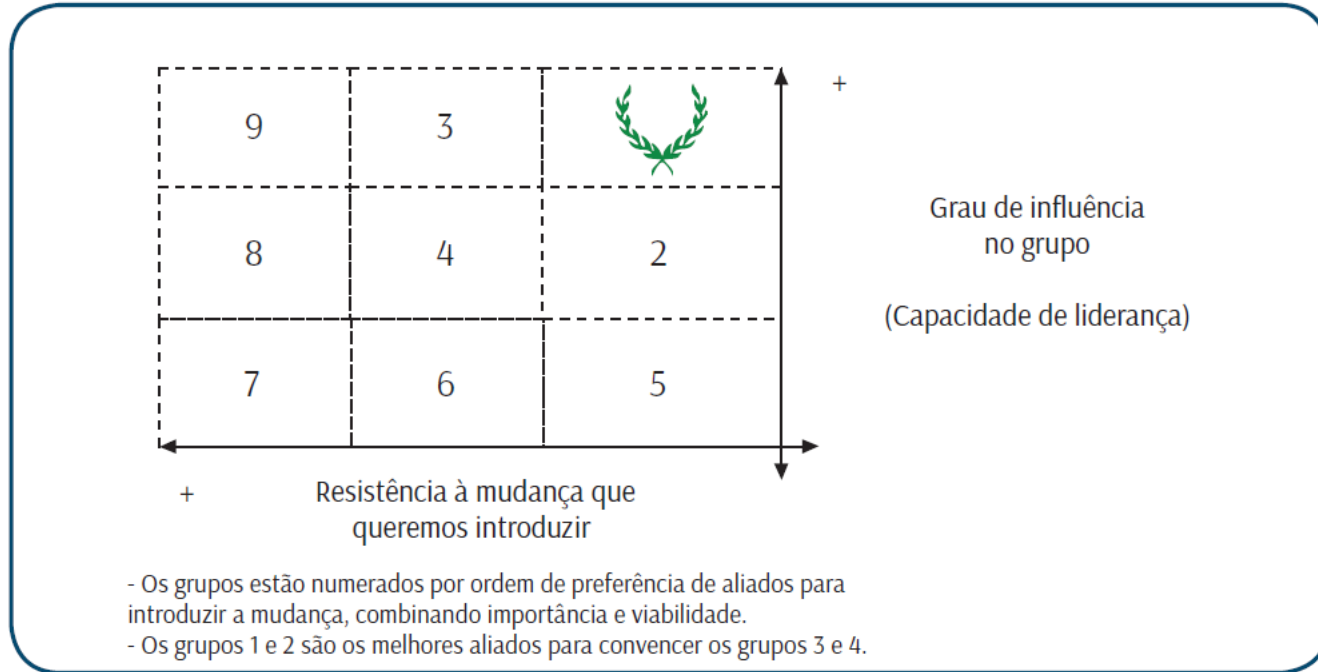 +
9 3
Grau de influência
no grupo
8 4 2
(Capacidade de liderança)
7 6 5
+
Resistência à mudança que
queremos introduzir
- Os grupos estão numerados por ordem de preferência de aliados para
introduzir a mudança, combinando importância e viabilidade.
- Os grupos 1 e 2 são os melhores aliados para convencer os grupos 3 e 4.